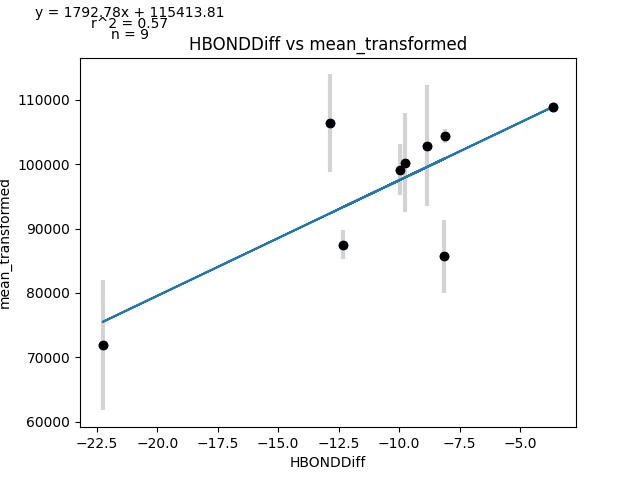 y = 1792.78x + 115413.81
r^2 = 0.57
n = 9
HBONDDiff vs mean_transformed
110000
100000
90000
80000
70000
60000
mean_transformed
−22.5 −20.0 −17.5 −15.0 −12.5 −10.0 −7.5 −5.0
HBONDDiff